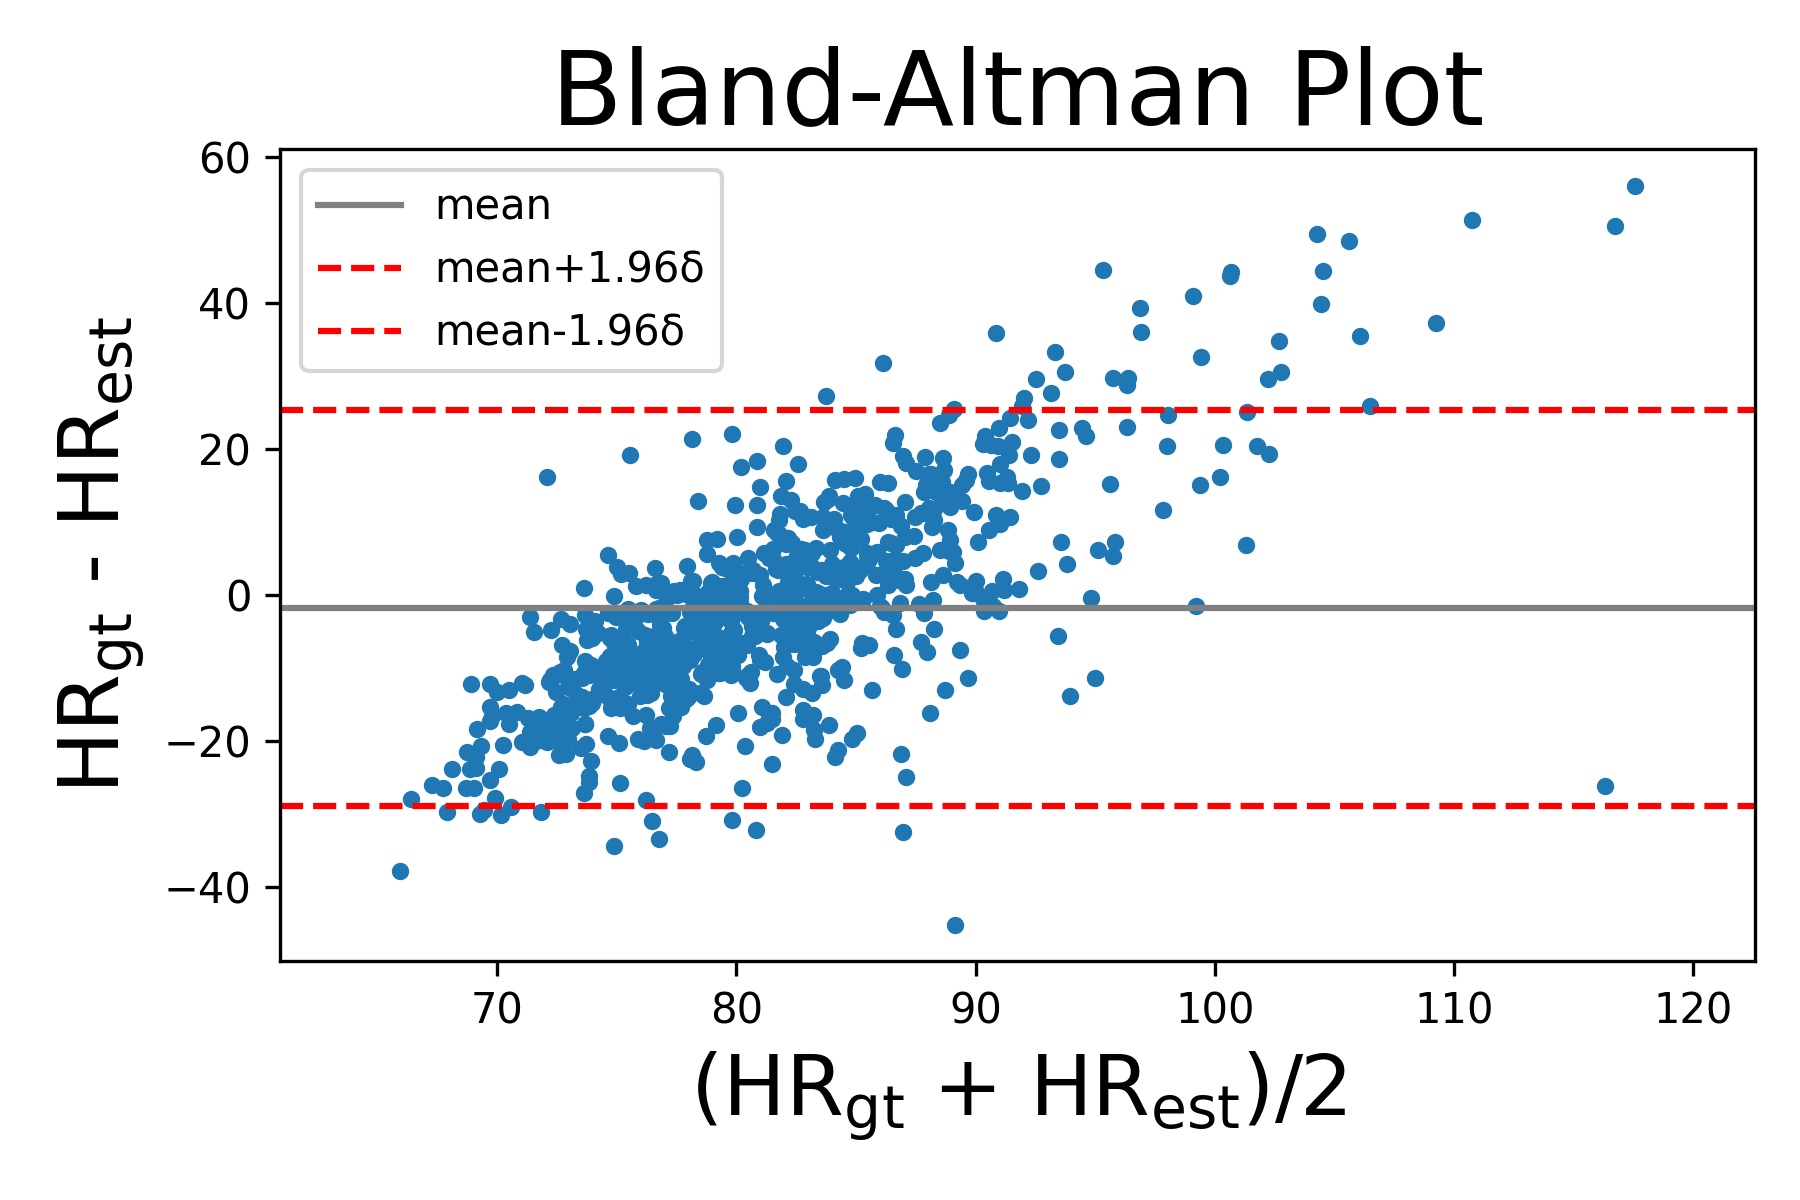 Bland-Altman Plot
HRgt - HRest
60
40
20
0
−20
−40
mean
mean+1.96δ
mean-1.96δ
70 80 90 100 110 120
(HRgt + HRest)/2